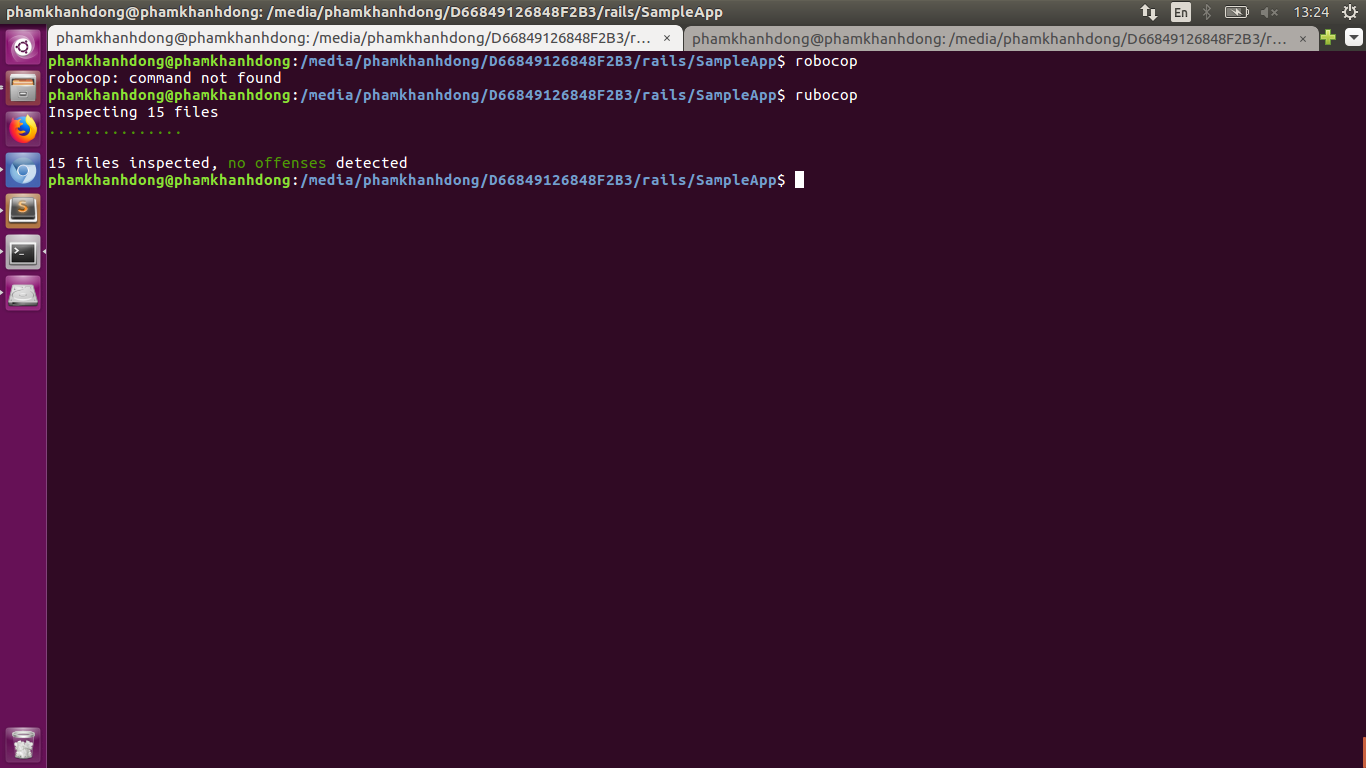 phamkhanhdong@phamkhanhdong: /media/phamkhanhdong/D66849126848F2B3/rails/SampleApp
En
13:24
phamkhanhdong@phamkhanhdong: /media/phamkhanhdong/D66849126848F2B3/r... ×
phamkhanhdong@phamkhanhdong: /media/phamkhanhdong/D66849126848F2B3/r... ×
phamkhanhdong@phamkhanhdong:/media/phamkhanhdong/D66849126848F2B3/rails/SampleApp$ robocop
robocop: command not found
phamkhanhdong@phamkhanhdong:/media/phamkhanhdong/D66849126848F2B3/rails/SampleApp$ rubocop
Inspecting 15 files
...............
15 files inspected, no offenses detected
phamkhanhdong@phamkhanhdong:/media/phamkhanhdong/D66849126848F2B3/rails/SampleApp$